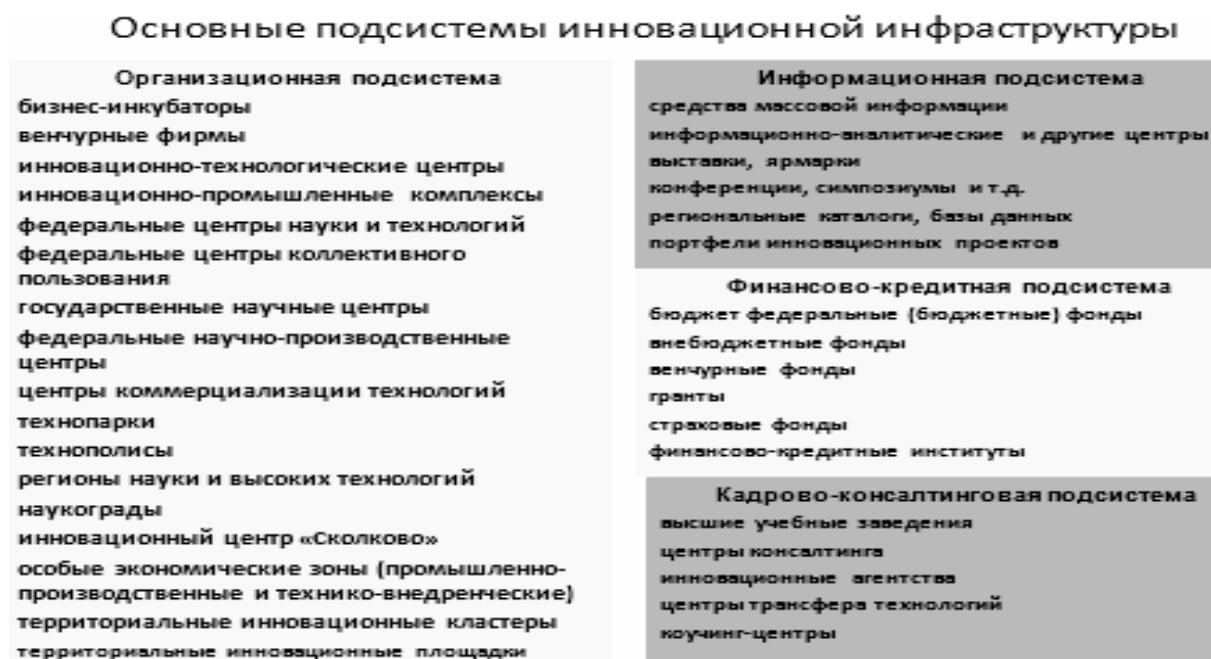 Основные подсистемы инновационной инфраструктуры
Организационная подсистема
бизнес-инкубаторы
венчурные фирмы
инновационно-технологические центры
инновационно-промышленные комплексы
федеральные центры науки и технологий
федеральные центры коллективного
пользования
государственные научные центры
федеральные научно-производственные
центры
центры коммерциализации технологий
технопарки
технополисы
регионы науки и высоких технологий
наукограды
инновационный центр «Сколково»
особые экономические зоны (промышленно-
производственные и технико-внедренческие)
территориальные инновационные кластеры
территориальные инновационные площадки
Информационная подсистема
средства массовой информации
информационно-аналитические и другие центры
выставки, ярмарки
конференции, симпозиумы и т.д.
региональные каталоги, базы данных
портфели инновационных проектов
Финансово-кредитная подсистема
бюджет федеральные (бюджетные) фонды
внебюджетные фонды
венчурные фонды
гранты
страховые фонды
финансово-кредитные институты
Кадрово-консалтинговая подсистема
высшие учебные заведения
центры консалтинга
инновационные агентства
центры трансфера технологий
коучинг-центры